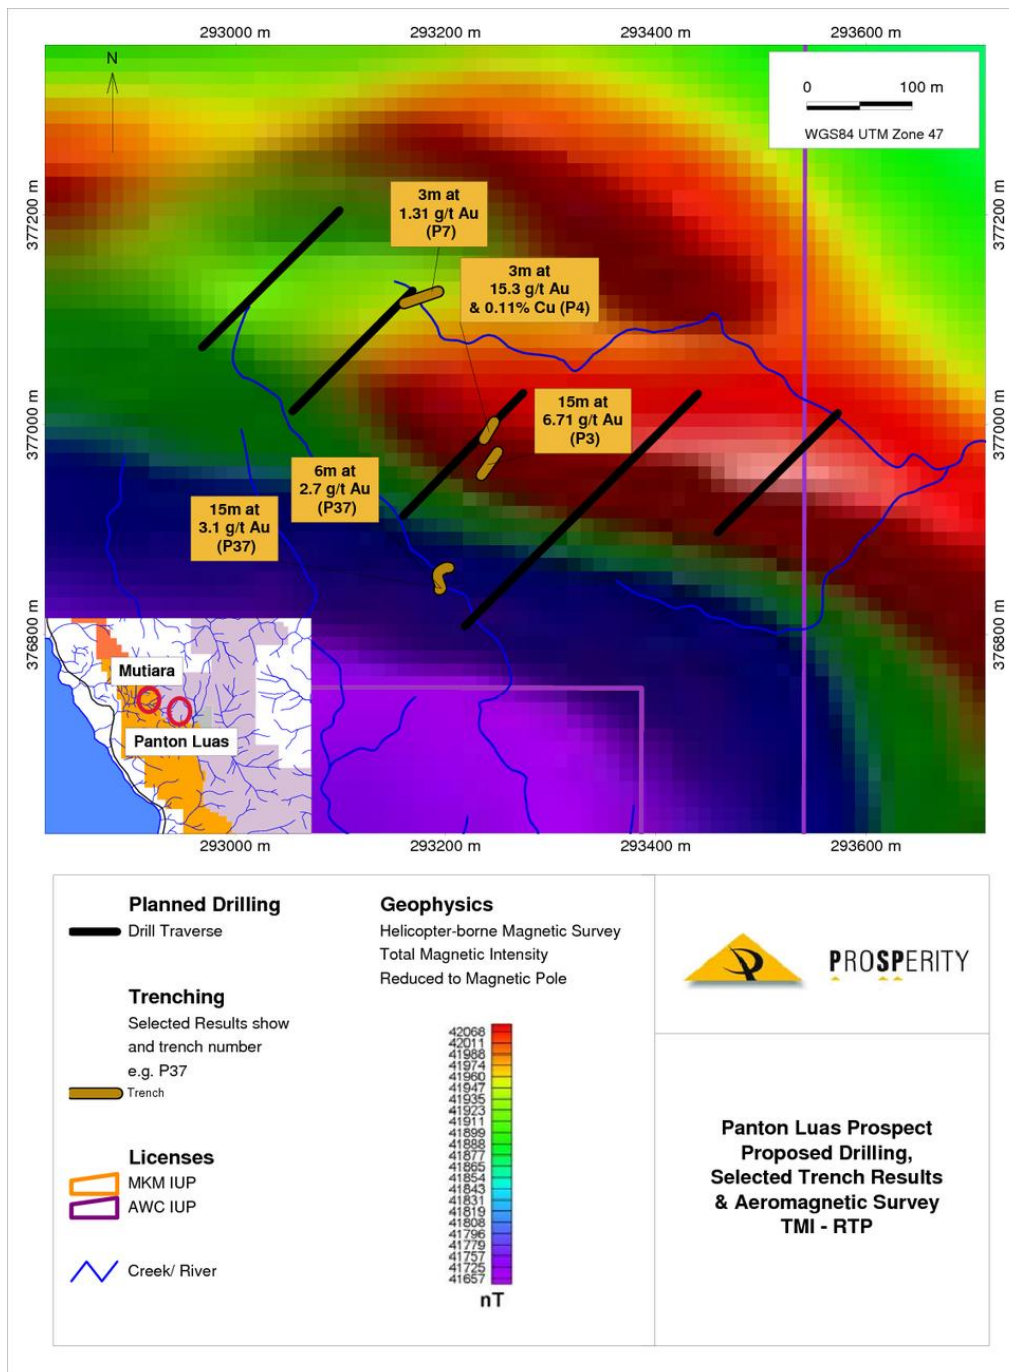 293000 m
293200 m
293400 m
293600 m
N
0 100 m
WGS84 UTM Zone 47
377200 m
377200 m
3m at
1.31 g/t Au
(P7)
3m at
15.3 g/t Au
& 0.11% Cu (P4)
377000 m
377000 m
15m at
6.71 g/t Au
(P3)
6m at
2.7 g/t Au
(P37)
15m at
3.1 g/t Au
(P37)
376800 m
376800 m
Mutiara
Panton Luas
293000 m
293200 m
293400 m
293600 m
Planned Drilling
Drill Traverse
Trenching
Selected Results show
and trench number
e.g. P37
Trench
Licenses
MKM IUP
AWC IUP
Creek/ River
Geophysics
Helicopter-borne Magnetic Survey
Total Magnetic Intensity
Reduced to Magnetic Pole
42068
42011
41988
41974
41960
41947
41935
41923
41911
41899
41888
41877
41865
41854
41843
41831
41819
41808
41796
41779
41757
41725
41657
nT
PROSPERITY
Panton Luas Prospect
Proposed Drilling,
Selected Trench Results
& Aeromagnetic Survey
TMI - RTP